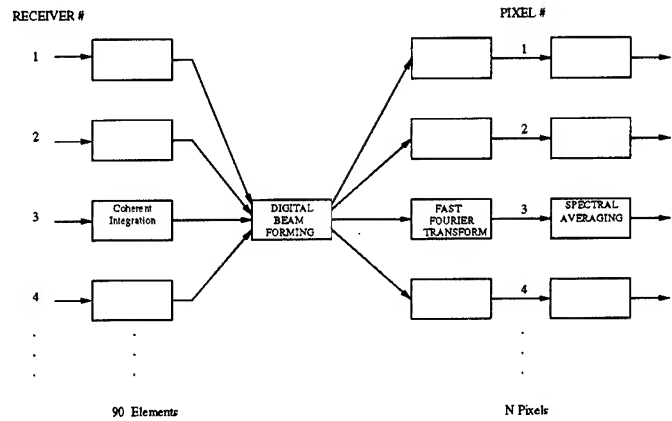 RECEIVER #
PIXEL #
1
1
2
2
3
Coherent
Integration
DIGITAL
BEAM
FORMING
FAST
FOURIER
TRANSFORM
3
SPECTRAL
AVERAGING
4
4
90 Elements
N Pixels